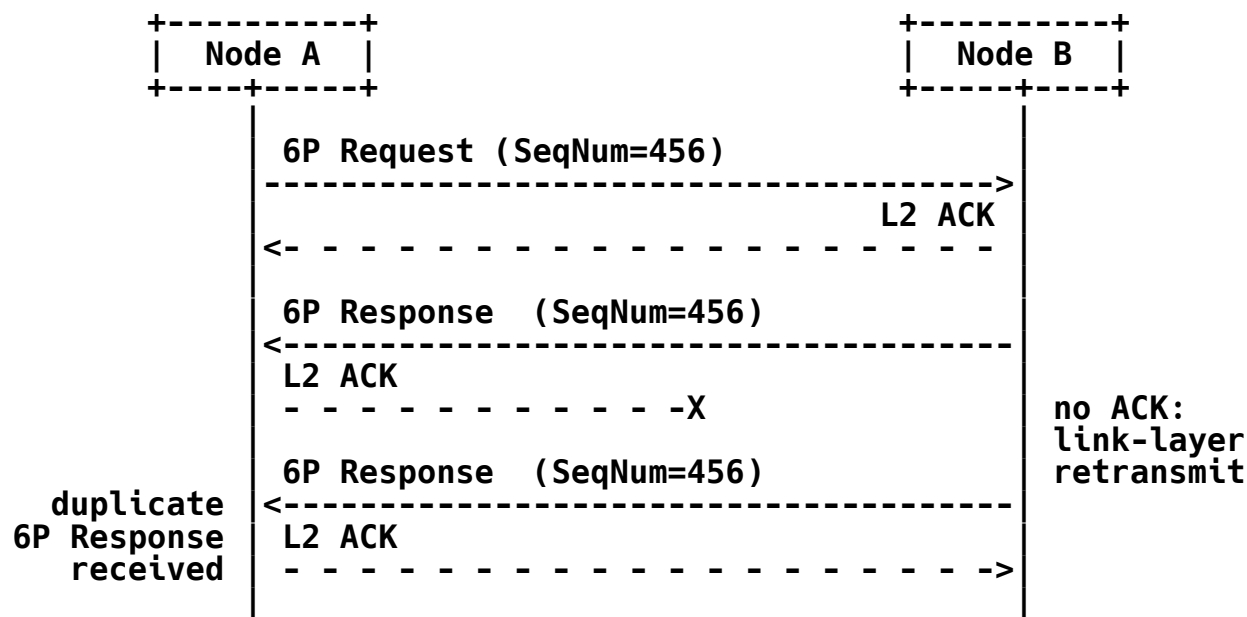 Node A    Node B
6P Request (SeqNum=456)
L2 ACK
6P Response  (SeqNum=456)
L2 ACK
X    no ACK:
link-layer
6P Response  (SeqNum=456)    retransmit
duplicate
6P Response    L2 ACK
received